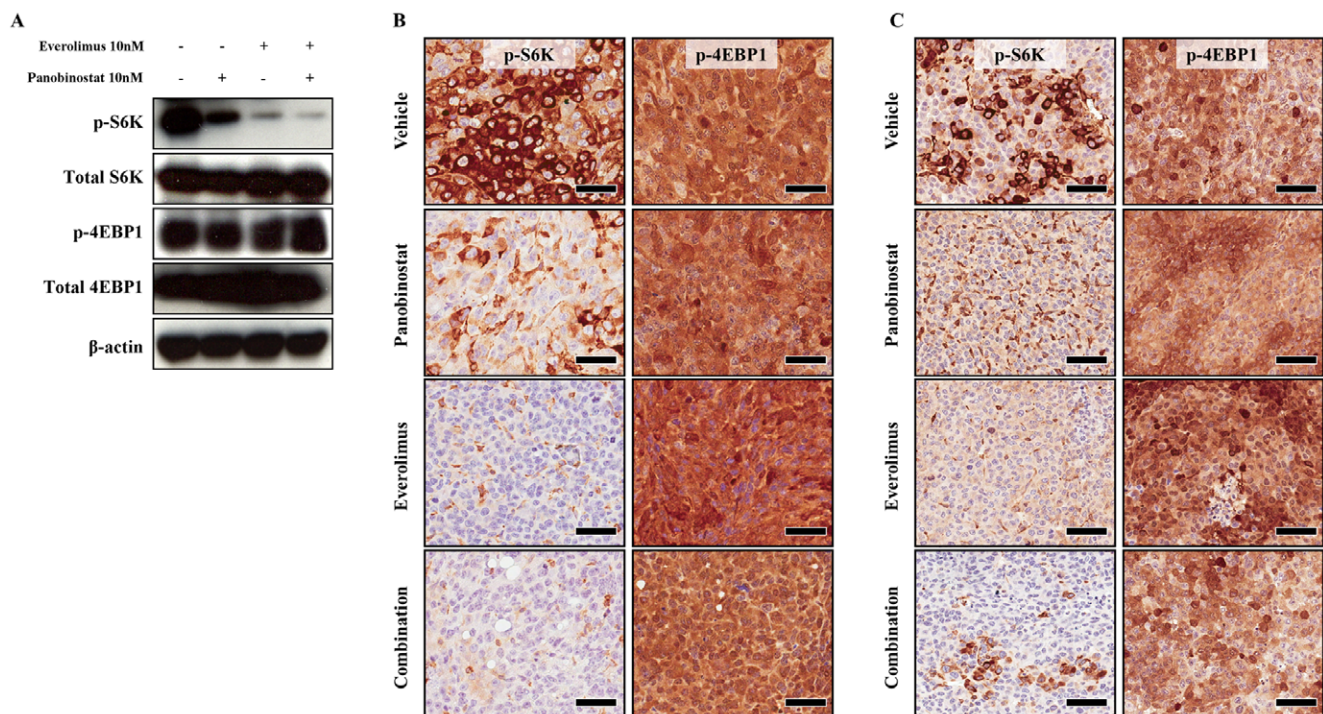 A
Everolimus 10nM - - + +
Panobinostat 10nM - + - +
p-S6K
Total S6K
p-4EBP1
Total 4EBP1
β-actin
B
p-S6K p-4EBP1
Vehicle
Panobinostat
Everolimus
Combination
C
p-S6K p-4EBP1
Vehicle
Panobinostat
Everolimus
Combination